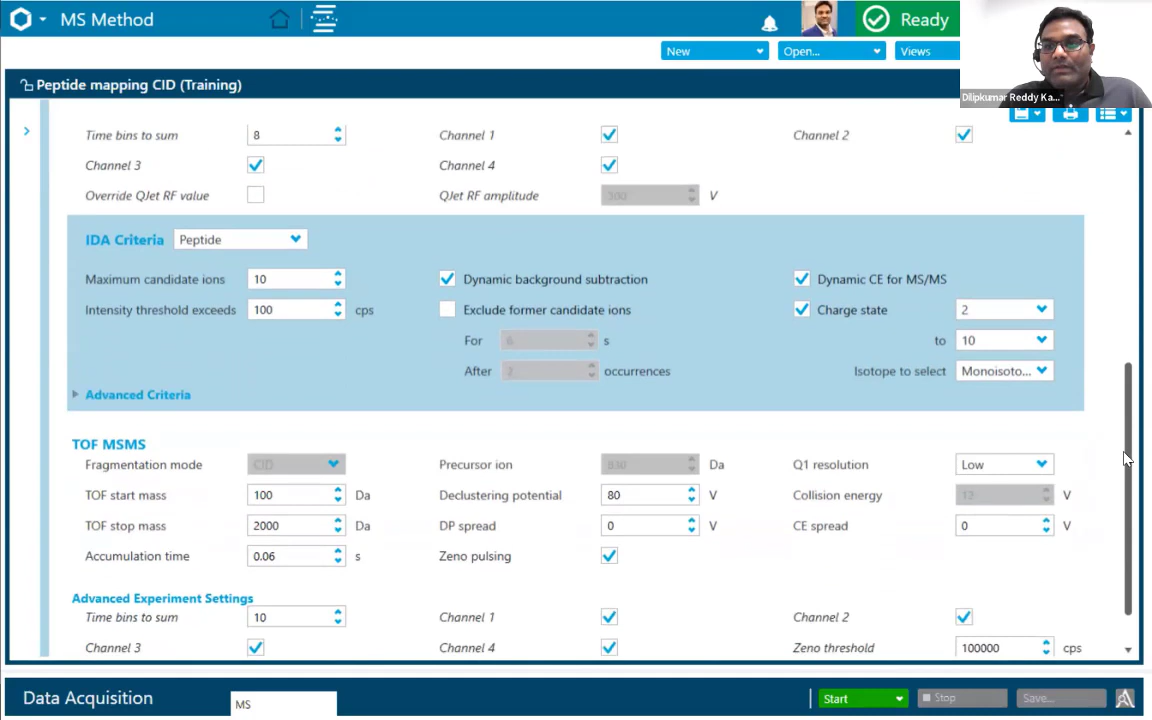 MS Method
Ready
New
Open...
Views
Dilipkumar Reddy Ka...
Peptide mapping CID (Training)
Time bins to sum 8 Channel 1 Channel 2
Channel 3 Channel 4
Override QJet RF value QJet RF amplitude 300 V
IDA Criteria Peptide
Maximum candidate ions 10 Dynamic background subtraction Dynamic CE for MS/MS
Intensity threshold exceeds 100 cps Exclude former candidate ions Charge state 2
For 6 s to 10
After 2 occurrences Isotope to select Monoisoto...
Advanced Criteria
TOF MSMS
Fragmentation mode CID Precursor ion 830 Da Q1 resolution Low
TOF start mass 100 Da Declustering potential 80 V Collision energy 12 V
TOF stop mass 2000 Da DP spread 0 V CE spread 0 V
Accumulation time 0.06 s Zeno pulsing
Advanced Experiment Settings
Time bins to sum 10 Channel 1 Channel 2
Channel 3 Channel 4 Zeno threshold 100000 cps
Data Acquisition MS Start Stop Save...